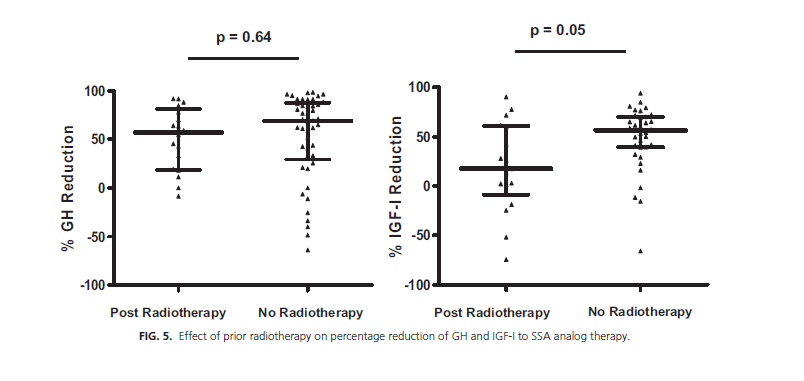 p = 0.64
p = 0.05
% GH Reduction
100
50
0
-50
-100
Post Radiotherapy
No Radiotherapy
% IGF-I Reduction
100
50
0
-50
-100
Post Radiotherapy
No Radiotherapy
FIG. 5. Effect of prior radiotherapy on percentage reduction of GH and IGF-I to SSA analog therapy.